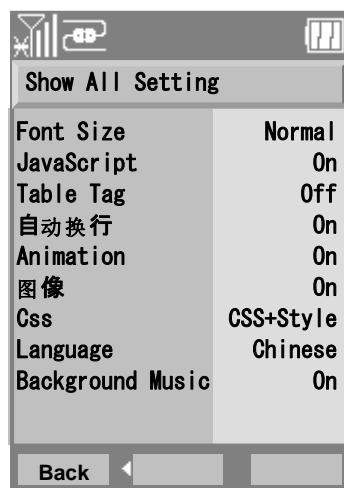 Show All Setting
Font Size Normal
JavaScript On
Table Tag Off
自动换行 On
Animation On
图像 On
Css CSS+Style
Language Chinese
Background Music On
Back